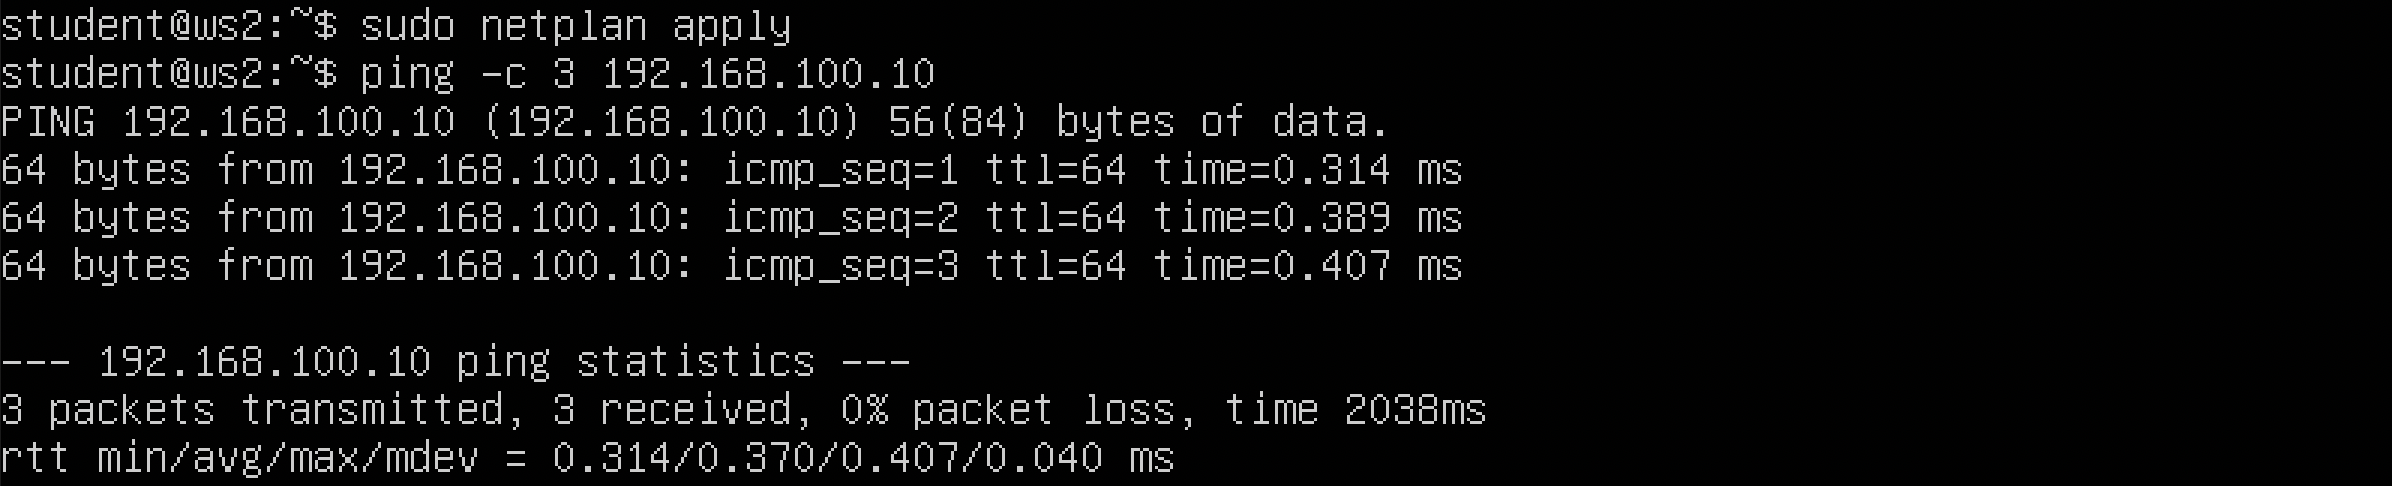 student@ws2:~$ sudo netplan apply
student@ws2:~$ ping -c 3 192.168.100.10
PING 192.168.100.10 (192.168.100.10) 56(84) bytes of data.
64 bytes from 192.168.100.10: icmp_seq=1 ttl=64 time=0.314 ms
64 bytes from 192.168.100.10: icmp_seq=2 ttl=64 time=0.389 ms
64 bytes from 192.168.100.10: icmp_seq=3 ttl=64 time=0.407 ms

--- 192.168.100.10 ping statistics ---
3 packets transmitted, 3 received, 0% packet loss, time 2038ms
rtt min/avg/max/mdev = 0.314/0.370/0.407/0.040 ms